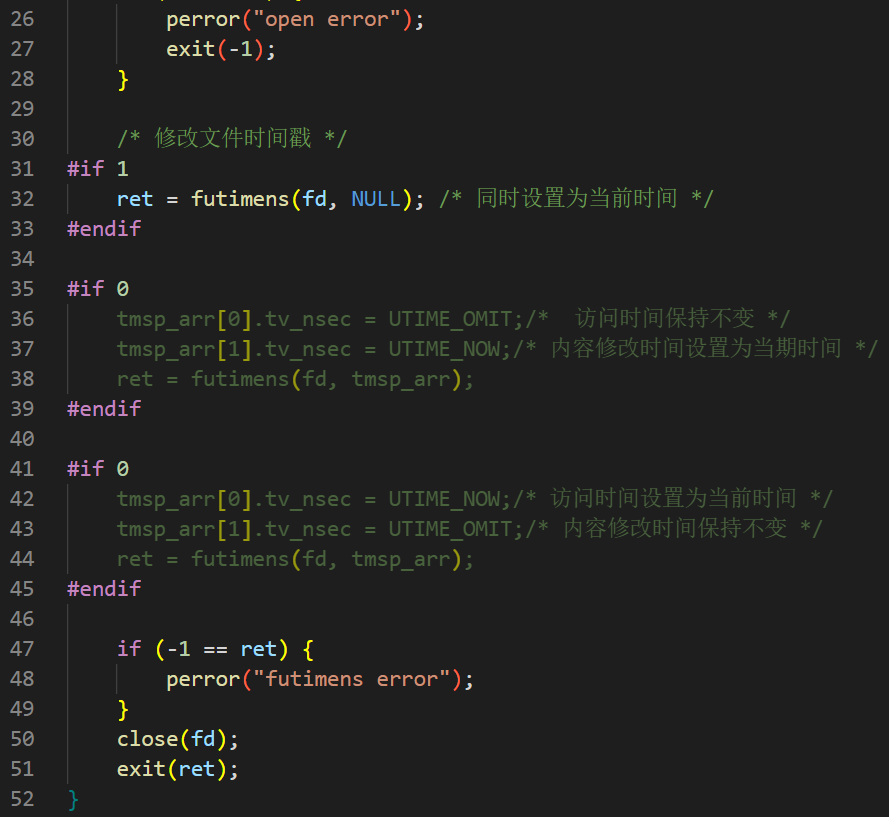 26 perror("open error");
27 exit(-1);
28 }
29
30 /* 修改文件时间戳 */
31 #if 1
32 ret = futimens(fd, NULL); /* 同时设置为当前时间 */
33 #endif
34
35 #if 0
36 tmsp_arr[0].tv_nsec = UTIME_OMIT;/*  访问时间保持不变 */
37 tmsp_arr[1].tv_nsec = UTIME_NOW;/* 内容修改时间设置为当期时间 */
38 ret = futimens(fd, tmsp_arr);
39 #endif
40
41 #if 0
42 tmsp_arr[0].tv_nsec = UTIME_NOW;/* 访问时间设置为当前时间 */
43 tmsp_arr[1].tv_nsec = UTIME_OMIT;/* 内容修改时间保持不变 */
44 ret = futimens(fd, tmsp_arr);
45 #endif
46
47 if (-1 == ret) {
48 perror("futimens error");
49 }
50 close(fd);
51 exit(ret);
52 }